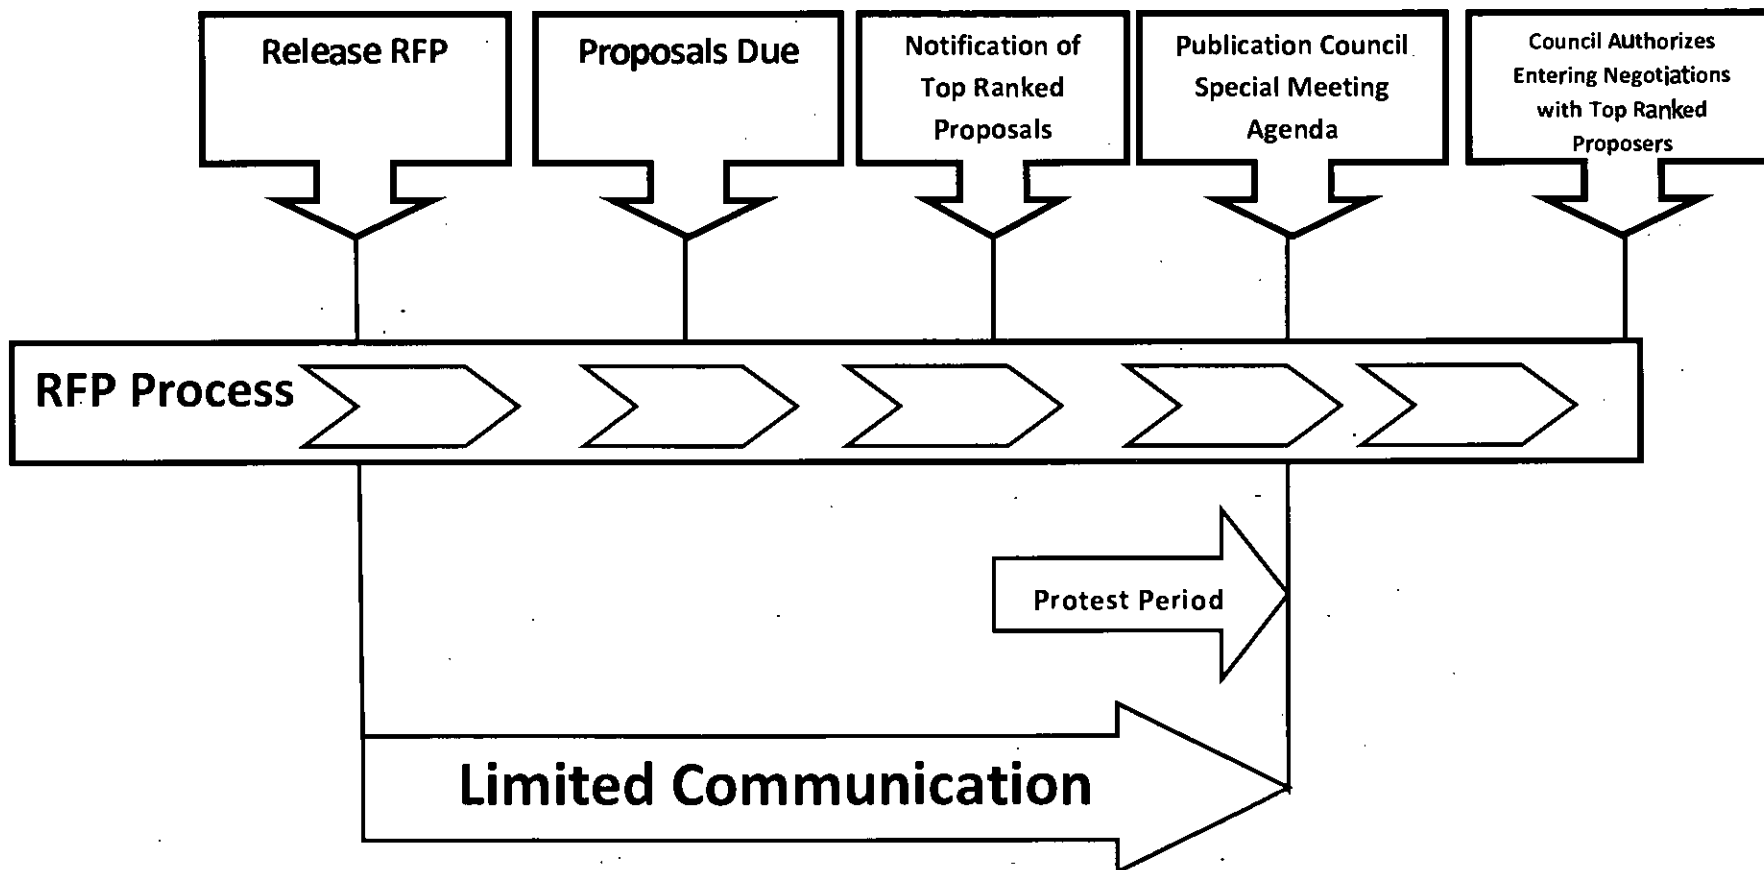 Release RFP
Proposals Due
Notification of
Top Ranked
Proposals
Publication Council
Special Meeting
Agenda
Council Authorizes
Entering Negotiations
with Top Ranked
Proposers
RFP Process
Protest Period
Limited Communication